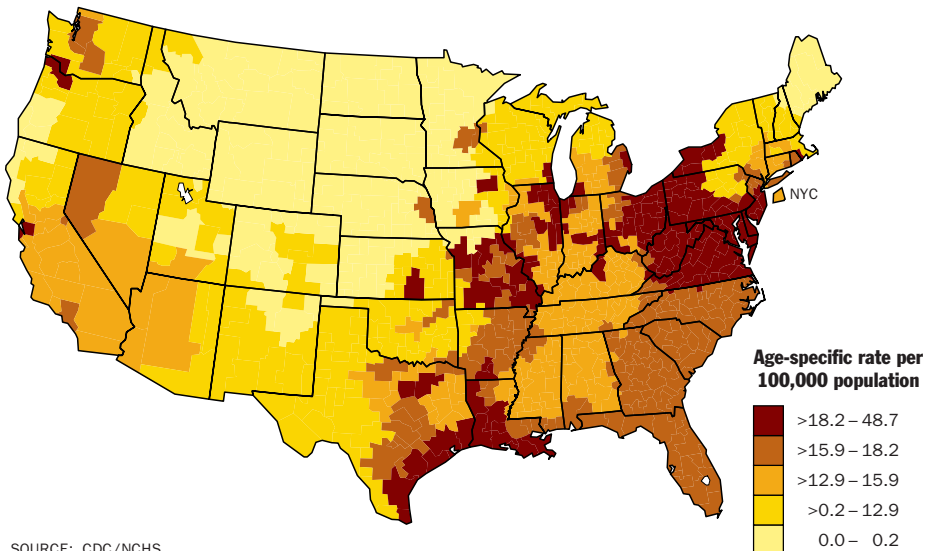 NYC
Age-specific rate per
100,000 population
>18.2 – 48.7
>15.9 – 18.2
>12.9 – 15.9
>0.2 – 12.9
0.0 – 0.2
SOURCE: CDC/NCHS